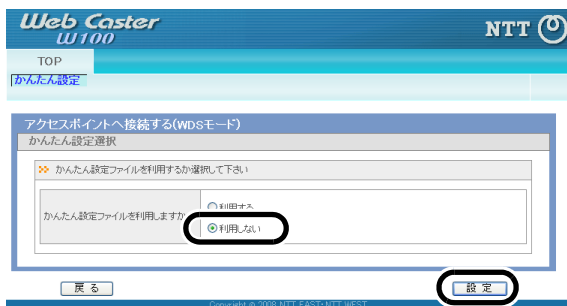 Web Caster
W100
NTT
TOP
かんたん設定
アクセスポイントへ接続する(WDSモード)
かんたん設定選択
かんたん設定ファイルを利用するか選択して下さい
かんたん設定ファイルを利用しますか
利用する
利用しない
戻る
設定
Copyright © 2008 NTT EAST・NTT WEST